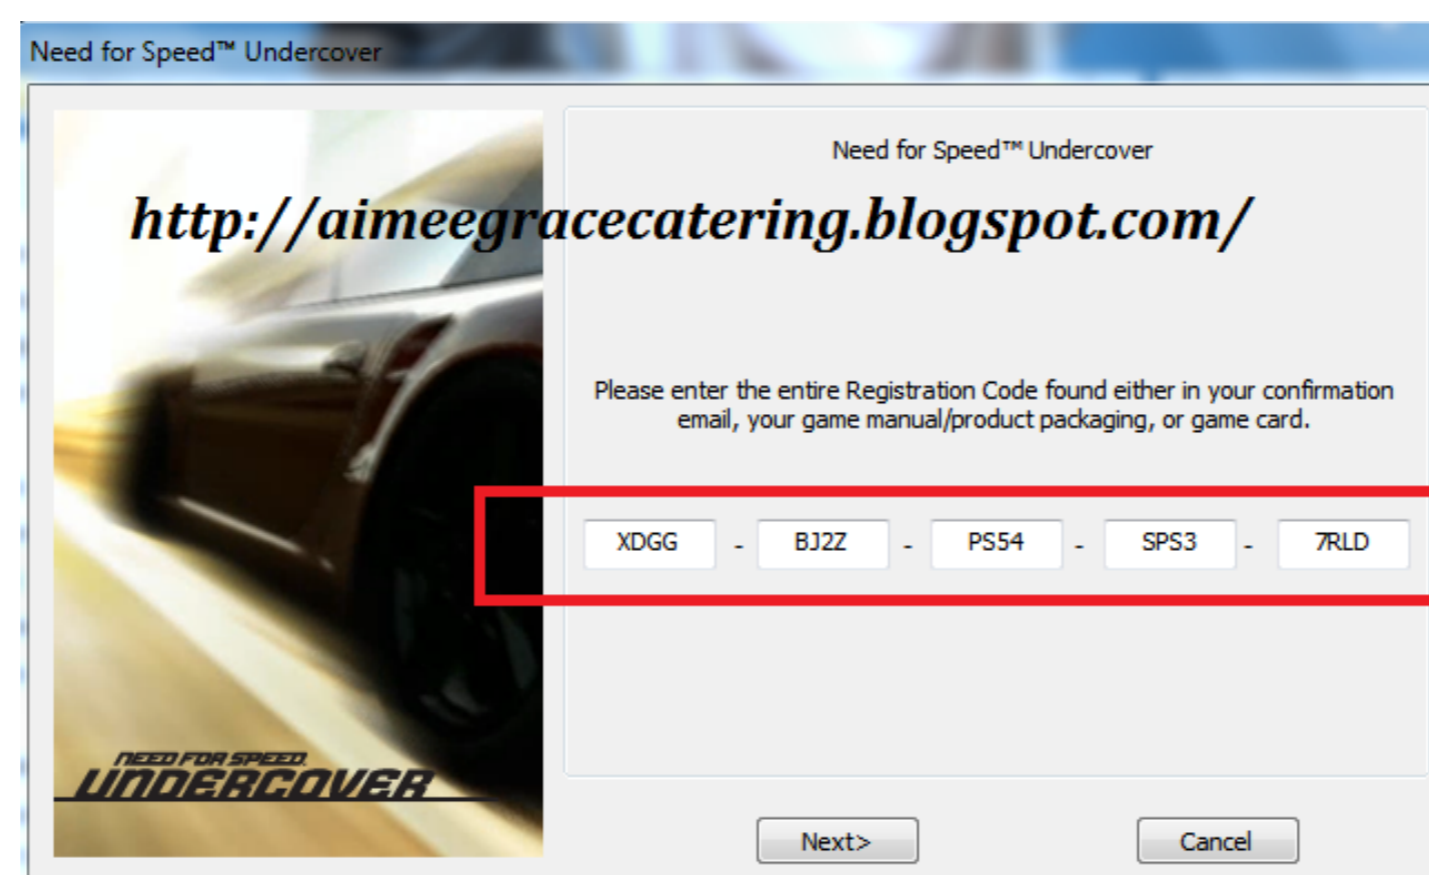 Need for Speed™ Undercover
Need for Speed™ Undercover
http://aimeegracecatering.blogspot.com/
Please enter the entire Registration Code found either in your confirmation
email, your game manual/product packaging, or game card.
XDGG - BJ2Z - PS54 - SPS3 - 7RLD
NEED FOR SPEED
UNDERCOVER
Next> Cancel